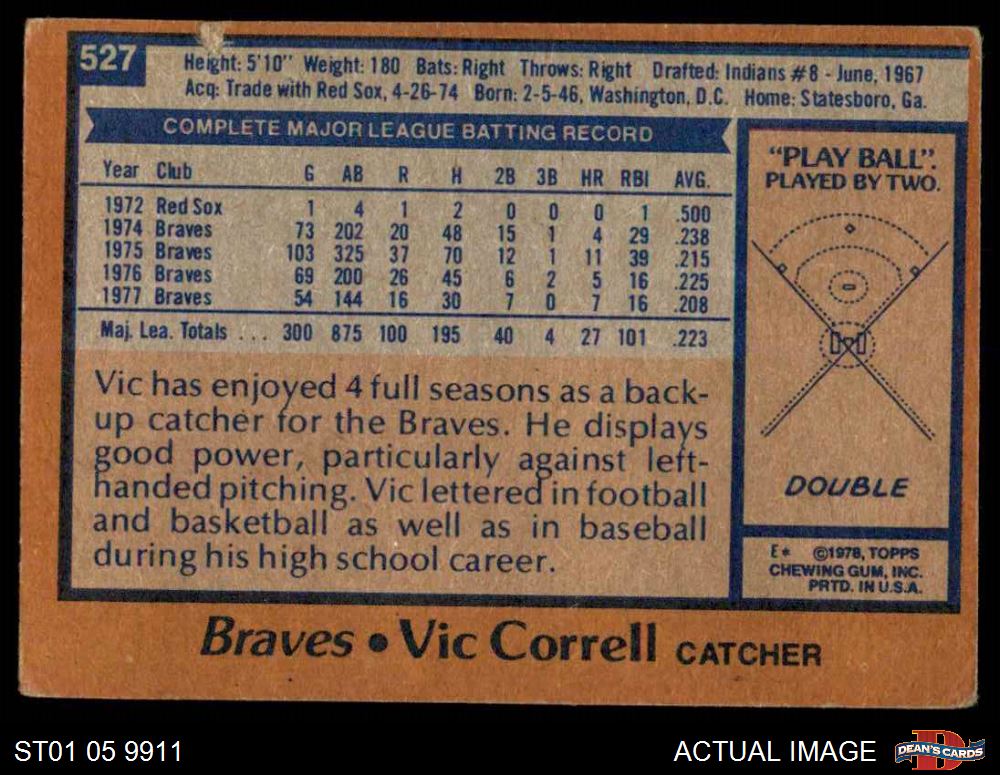 527
Height: 5'10" Weight: 180 Bats: Right Throws: Right Drafted: Indians #8 - June, 1967
Acq: Trade with Red Sox, 4-26-74 Born: 2-5-46, Washington, D.C. Home: Statesboro, Ga.
COMPLETE MAJOR LEAGUE BATTING RECORD
Year Club G AB R H 2B 3B HR RBI AVG.
1972 Red Sox 1 4 1 2 0 0 0 1 .500
1974 Braves 73 202 20 48 15 1 4 29 .238
1975 Braves 103 325 37 70 12 1 11 39 .215
1976 Braves 69 200 26 45 6 2 5 16 .225
1977 Braves 54 144 16 30 7 0 7 16 .208
Maj. Lea. Totals ... 300 875 100 195 40 4 27 101 .223
Vic has enjoyed 4 full seasons as a back-
up catcher for the Braves. He displays
good power, particularly against left-
handed pitching. Vic lettered in football
and basketball as well as in baseball
during his high school career.
"PLAY BALL".
PLAYED BY TWO.
DOUBLE
E* ©1978, TOPPS
CHEWING GUM, INC.
PRTD. IN U.S.A.
Braves • Vic Correll CATCHER
ST01 05 9911
ACTUAL IMAGE
D
DEAN'S CARDS